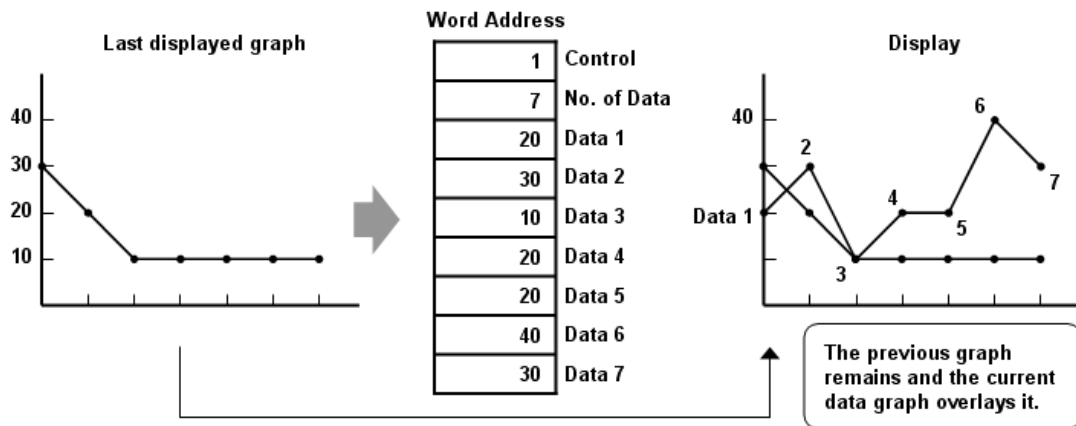 Last displayed graph
40
30
20
10
Word Address
1 Control
7 No. of Data
20 Data 1
30 Data 2
10 Data 3
20 Data 4
20 Data 5
40 Data 6
30 Data 7
Display
40
Data 1
2
3
4
5
6
7
The previous graph
remains and the current
data graph overlays it.